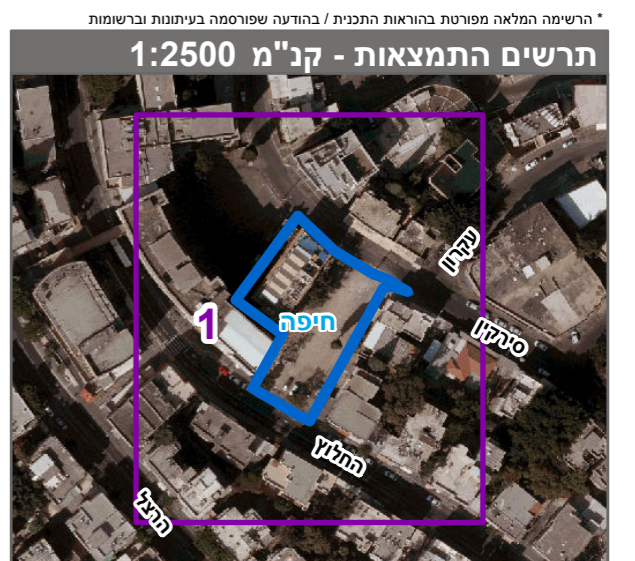 * הרשימה המלאה מפורטת בהוראות התכנית / בהודעה שפורסמה בעיתונות וברשומות
תרשים התמצאות - קנ"מ 1:2500
עקרון
סירקין
חיפה
1
החלוץ
הרצל